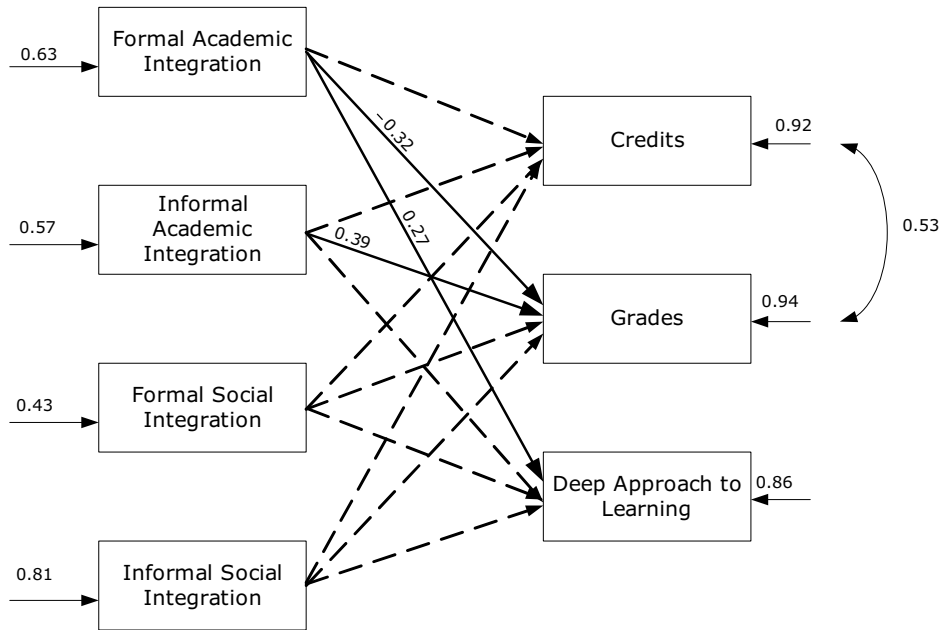 0.63
Formal Academic
Integration
−0.32
0.27
Credits
0.92
0.53
0.57
Informal
Academic
Integration
0.39
Grades
0.94
0.43
Formal Social
Integration
Deep Approach to
Learning
0.86
0.81
Informal Social
Integration